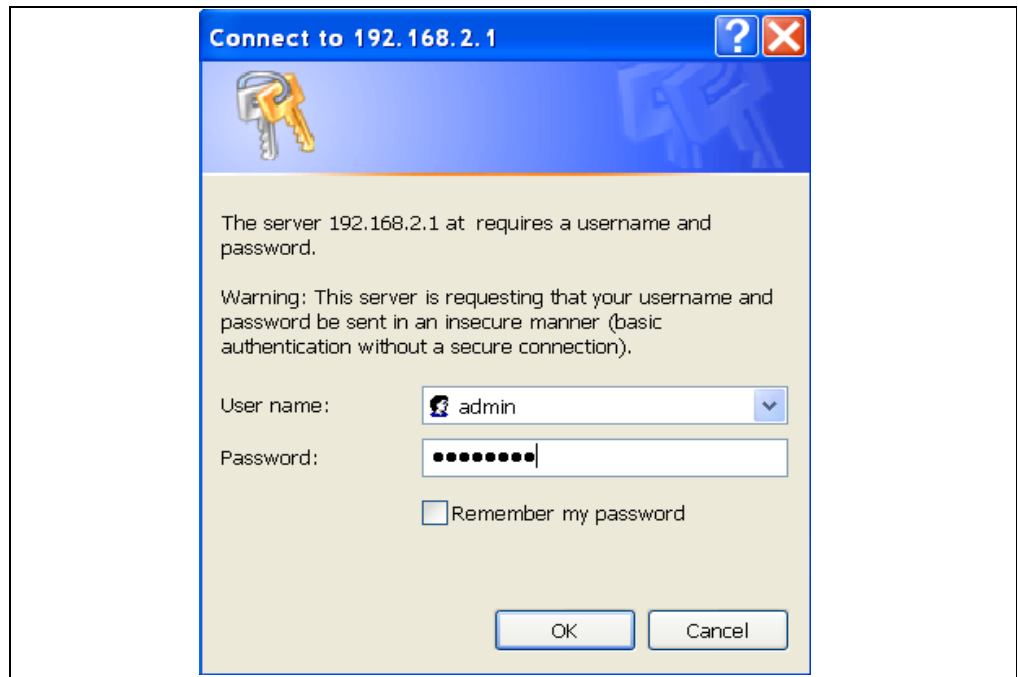 Connect to 192.168.2.1
The server 192.168.2.1 at requires a username and
password.
Warning: This server is requesting that your username and
password be sent in an insecure manner (basic
authentication without a secure connection).
User name:
admin
Password:
••••••••
Remember my password
OK
Cancel